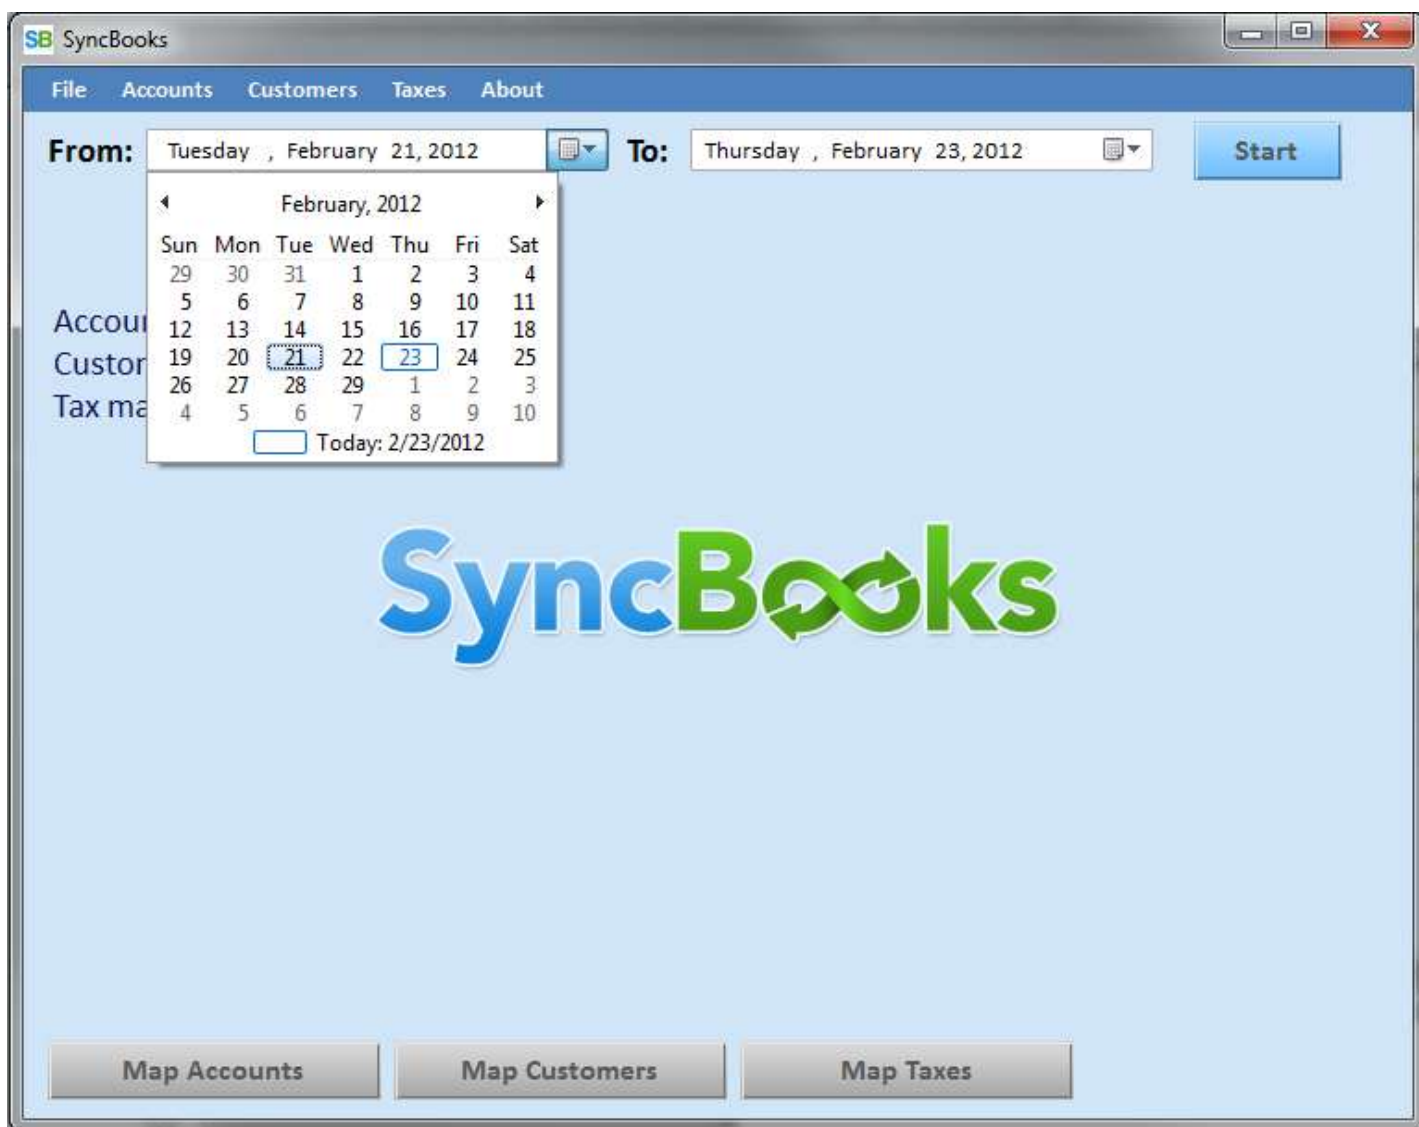 SB SyncBooks
File Accounts Customers Taxes About
From: Tuesday , February 21, 2012 To: Thursday , February 23, 2012 Start
February, 2012
Sun Mon Tue Wed Thu Fri Sat
29 30 31 1 2 3 4
5 6 7 8 9 10 11
12 13 14 15 16 17 18
19 20 21 22 23 24 25
26 27 28 29 1 2 3
4 5 6 7 8 9 10
Today: 2/23/2012
Tax
SyncBooks
Map Accounts Map Customers Map Taxes